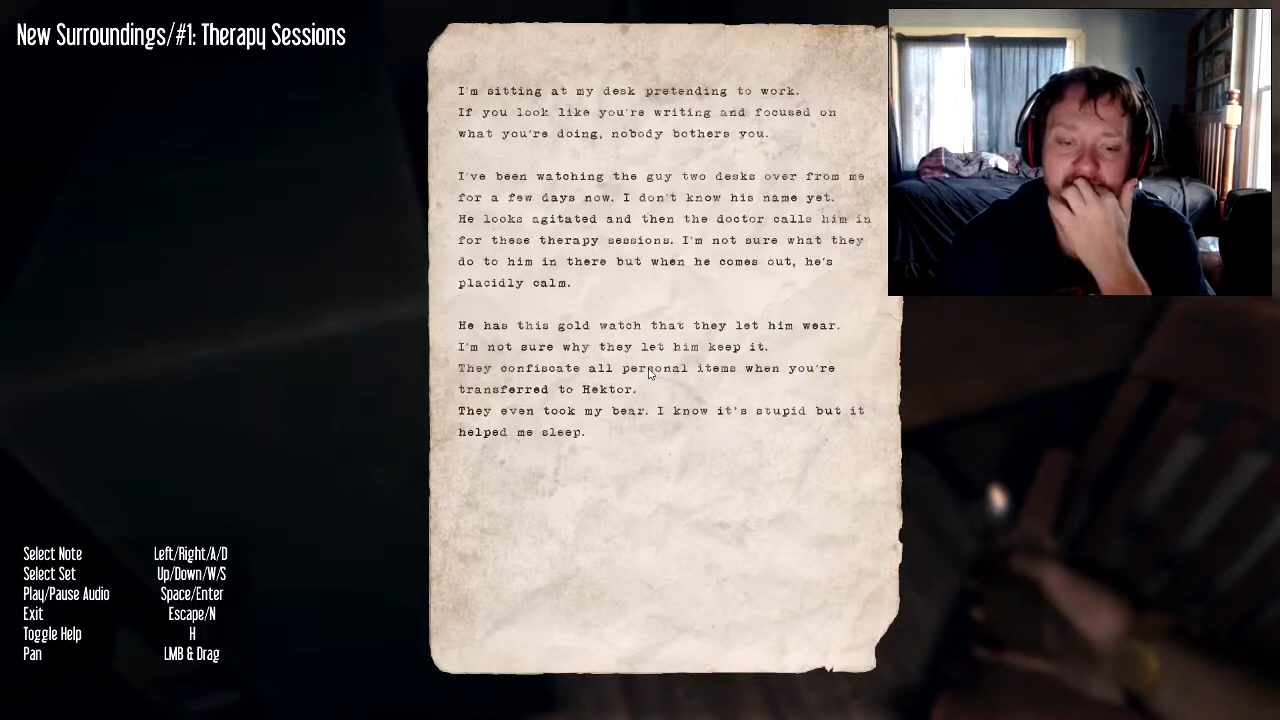 New Surroundings/#1: Therapy Sessions
I'm sitting at my desk pretending to work.
If you look like you're writing and focused on
what you're doing, nobody bothers you.
I've been watching the guy two desks over from me
for a few days now. I don't know his name yet.
He looks agitated and then the doctor calls him in
for these therapy sessions. I'm not sure what they
do to him in there but when he comes out, he's
placidly calm.
He has this gold watch that they let him wear.
I'm not sure why they let him keep it.
They confiscate all personal items when you're
transferred to Hektor.
They even took my bear. I know it's stupid but it
helped me sleep.
Select Note Left/Right/A/D
Select Set Up/Down/W/S
Play/Pause Audio Space/Enter
Exit Escape/N
Toggle Help H
Pan LMB & Drag